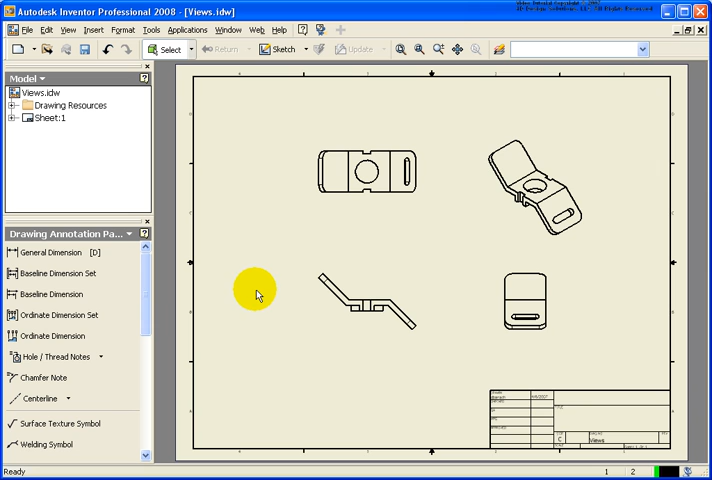 Autodesk Inventor Professional 2008 - [Views.idw]
File Edit View Insert Format Tools Applications Window Web Help
Select Return Sketch Update
Model
Views.idw
Drawing Resources
Sheet:1
Drawing Annotation Pa...
General Dimension [D]
Baseline Dimension Set
Baseline Dimension
Ordinate Dimension Set
Ordinate Dimension
Hole / Thread Notes
Chamfer Note
Centerline
Surface Texture Symbol
Welding Symbol
C Views
Ready 1 2